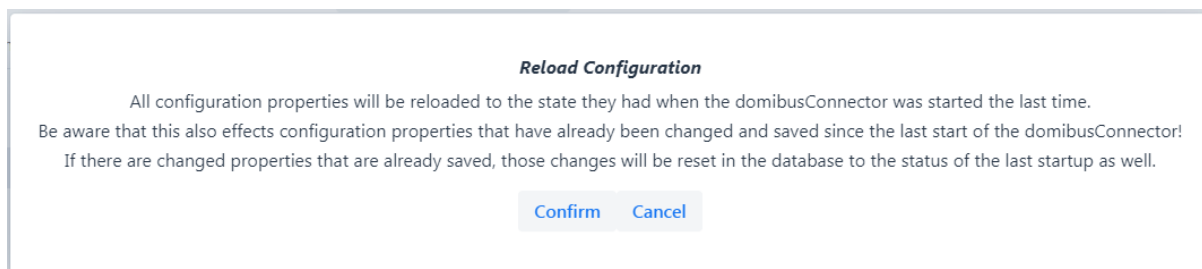 Reload Configuration
All configuration properties will be reloaded to the state they had when the domibusConnector was started the last time.
Be aware that this also effects configuration properties that have already been changed and saved since the last start of the domibusConnector!
If there are changed properties that are already saved, those changes will be reset in the database to the status of the last startup as well.
Confirm Cancel